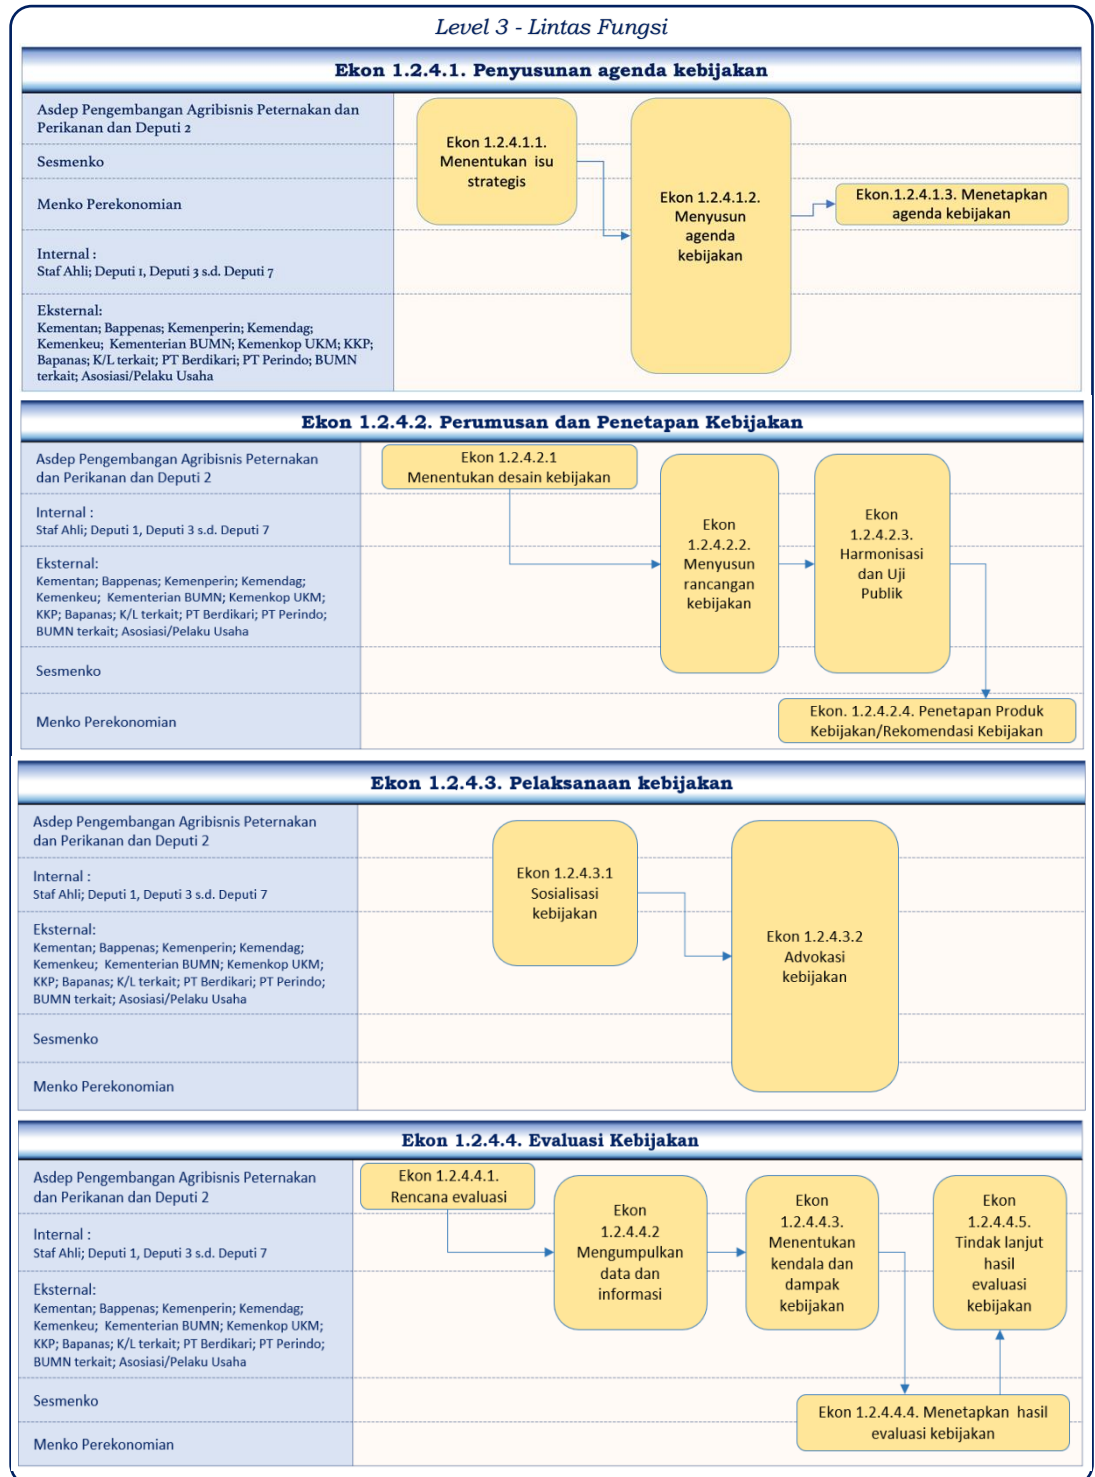 Level 3 - Lintas Fungsi
Ekon 1.2.4.1. Penyusunan agenda kebijakan
Asdep Pengembangan Agribisnis Peternakan dan
Perikanan dan Deputi 2
Sesmenko
Menko Perekonomian
Internal :
Staf Ahli; Deputi 1, Deputi 3 s.d. Deputi 7
Eksternal:
Kementan; Bappenas; Kemenperin; Kemendag;
Kemenkeu; Kementerian BUMN; Kemenkop UKM; KKP;
Bapanas; K/L terkait; PT Berdikari; PT Perindo; BUMN
terkait; Asosiasi/Pelaku Usaha
Ekon 1.2.4.1.1.
Menentukan isu
strategis
Ekon 1.2.4.1.2.
Menyusun
agenda
kebijakan
Ekon.1.2.4.1.3. Menetapkan
agenda kebijakan
Ekon 1.2.4.2. Perumusan dan Penetapan Kebijakan
Asdep Pengembangan Agribisnis Peternakan
dan Perikanan dan Deputi 2
Internal :
Staf Ahli; Deputi 1, Deputi 3 s.d. Deputi 7
Eksternal:
Kementan; Bappenas; Kemenperin; Kemendag;
Kemenkeu; Kementerian BUMN; Kemenkop UKM;
KKP; Bapanas; K/L terkait; PT Berdikari; PT Perindo;
BUMN terkait; Asosiasi/Pelaku Usaha
Sesmenko
Menko Perekonomian
Ekon 1.2.4.2.1
Menentukan desain kebijakan
Ekon
1.2.4.2.2.
Menyusun
rancangan
kebijakan
Ekon
1.2.4.2.3.
Harmonisasi
dan Uji
Publik
Ekon. 1.2.4.2.4. Penetapan Produk
Kebijakan/Rekomendasi Kebijakan
Ekon 1.2.4.3. Pelaksanaan kebijakan
Asdep Pengembangan Agribisnis Peternakan
dan Perikanan dan Deputi 2
Internal :
Staf Ahli; Deputi 1, Deputi 3 s.d. Deputi 7
Eksternal:
Kementan; Bappenas; Kemenperin; Kemendag;
Kemenkeu; Kementerian BUMN; Kemenkop UKM;
KKP; Bapanas; K/L terkait; PT Berdikari; PT Perindo;
BUMN terkait; Asosiasi/Pelaku Usaha
Sesmenko
Menko Perekonomian
Ekon 1.2.4.3.1
Sosialisasi
kebijakan
Ekon 1.2.4.3.2
Advokasi
kebijakan
Ekon 1.2.4.4. Evaluasi Kebijakan
Asdep Pengembangan Agribisnis Peternakan
dan Perikanan dan Deputi 2
Internal :
Staf Ahli; Deputi 1, Deputi 3 s.d. Deputi 7
Eksternal:
Kementan; Bappenas; Kemenperin; Kemendag;
Kemenkeu; Kementerian BUMN; Kemenkop UKM;
KKP; Bapanas; K/L terkait; PT Berdikari; PT Perindo;
BUMN terkait; Asosiasi/Pelaku Usaha
Sesmenko
Menko Perekonomian
Ekon 1.2.4.4.1.
Rencana evaluasi
Ekon
1.2.4.4.2
Mengumpulkan
data dan
informasi
Ekon
1.2.4.4.3.
Menentukan
kendala dan
dampak
kebijakan
Ekon 1.2.4.4.4. Menetapkan hasil
evaluasi kebijakan
Ekon
1.2.4.4.5.
Tindak lanjut
hasil
evaluasi
kebijakan